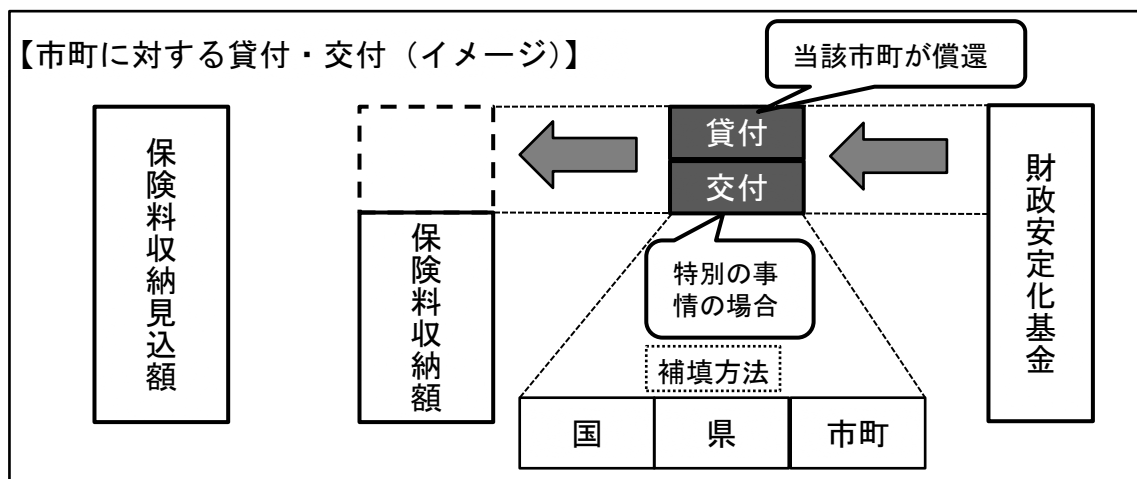 【市町に対する貸付・交付（イメージ）】
当該市町が償還
保険料収納見込額
保険料収納額
貸付
交付
財政安定化基金
特別の事
情の場合
補填方法
国
県
市町